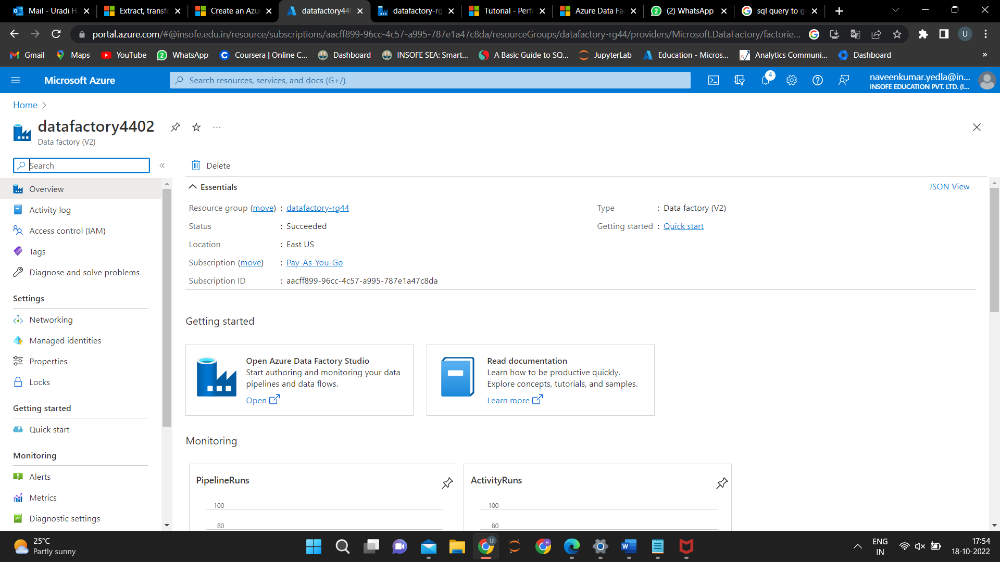 Mail - Uradi H
Extract, transfo
Create an Azu
datafactory440
datafactory-rg
Tutorial - Perfo
Azure Data Fa
(2) WhatsApp
sql query to g
portal.azure.com/#@insofe.edu.in/resource/subscriptions/aacff899-96cc-4c57-a995-787e1a47c8da/resourceGroups/datafactory-rg44/providers/Microsoft.DataFactory/factorie...
U
Gmail
Maps
YouTube
WhatsApp
Coursera | Online C...
Dashboard
INSOFE SEA: Smart...
A Basic Guide to SQ...
JupyterLab
Education - Micros...
Analytics Communi...
Dashboard
»
Microsoft Azure
Search resources, services, and docs (G+/)
4
naveenkumar.yedla@in...
INSOFE EDUCATION PVT. LTD. (I...
Home
datafactory4402
Data factory (V2)
Search
Delete
Overview
Activity log
Access control (IAM)
Tags
Diagnose and solve problems
Settings
Networking
Managed identities
Properties
Locks
Getting started
Quick start
Monitoring
Alerts
Metrics
Diagnostic settings
Essentials
JSON View
Resource group (move) : datafactory-rg44
Status : Succeeded
Location : East US
Subscription (move) : Pay-As-You-Go
Subscription ID : aacff899-96cc-4c57-a995-787e1a47c8da
Type : Data factory (V2)
Getting started : Quick start
Getting started
Open Azure Data Factory Studio
Start authoring and monitoring your data
pipelines and data flows.
Open
Read documentation
Learn how to be productive quickly.
Explore concepts, tutorials, and samples.
Learn more
Monitoring
PipelineRuns
100
80
ActivityRuns
100
80
25°C
Partly sunny
U
H
ENG
IN
17:54
18-10-2022